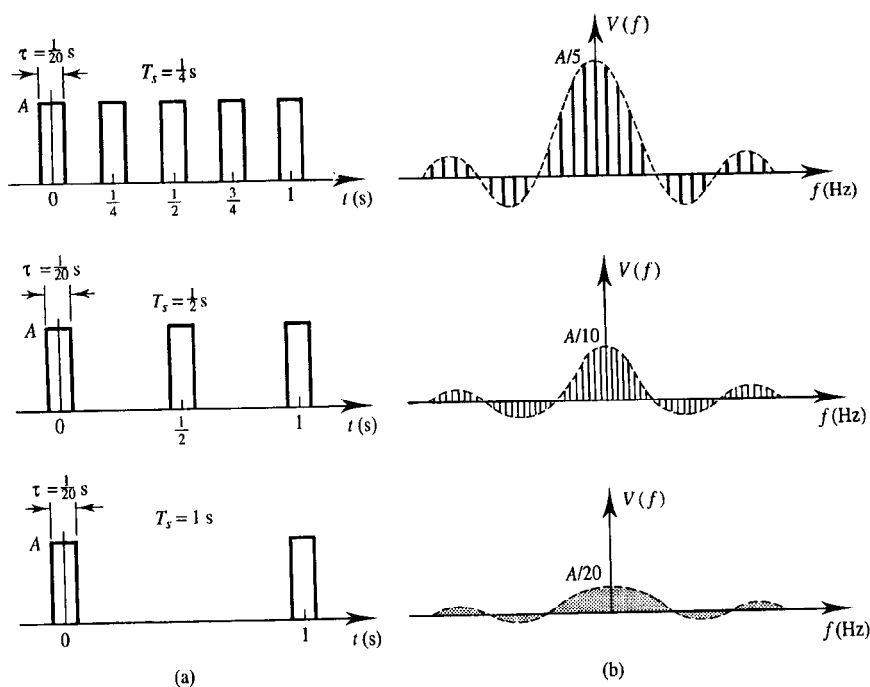 τ = 1/20 s
T_s = 1/4 s
A
0 1/4 1/2 3/4 1 t (s)
V(f)
A/5
f (Hz)
τ = 1/20 s
T_s = 1/2 s
A
0 1/2 1 t (s)
V(f)
A/10
f (Hz)
τ = 1/20 s
T_s = 1 s
A
0 1 t (s)
V(f)
A/20
f (Hz)
(a)
(b)